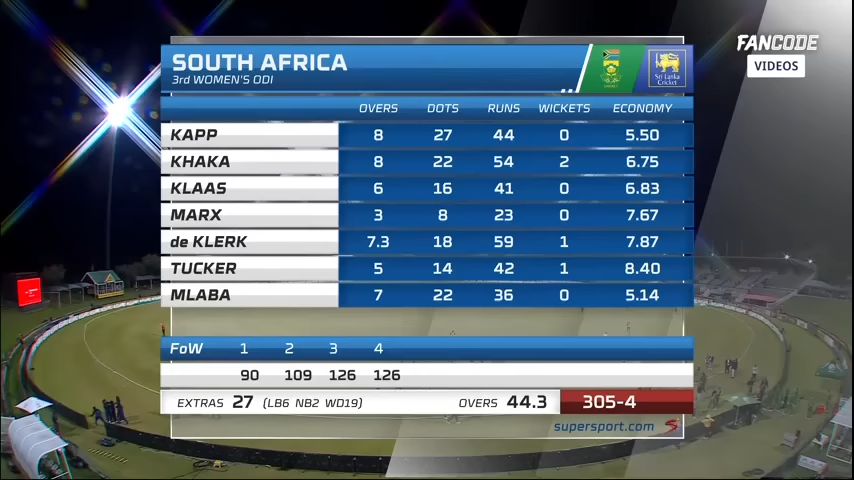 FANCODE
VIDEOS
SOUTH AFRICA
3RD WOMEN'S ODI
Sri Lanka
Cricket
OVERS DOTS RUNS WICKETS ECONOMY
KAPP 8 27 44 0 5.50
KHAKA 8 22 54 2 6.75
KLAAS 6 16 41 0 6.83
MARX 3 8 23 0 7.67
de KLERK 7.3 18 59 1 7.87
TUCKER 5 14 42 1 8.40
MLABA 7 22 36 0 5.14
FoW 1 2 3 4
90 109 126 126
EXTRAS 27 (LB6 NB2 WD19) OVERS 44.3 305-4
supersport.com